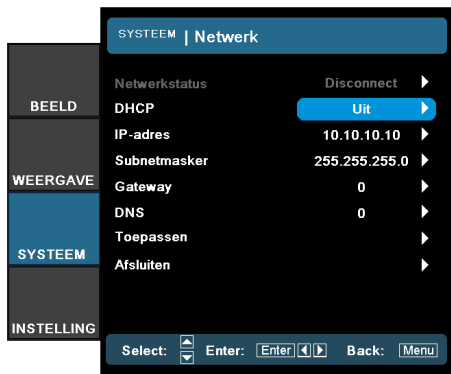 SYSTEEM | Netwerk
Netwerkstatus Disconnect
DHCP Uit
IP-adres 10.10.10.10
Subnetmasker 255.255.255.0
Gateway 0
DNS 0
Toepassen
Afsluiten
BEELD
WEERGAVE
SYSTEEM
INSTELLING
Select: Enter: Enter Back: Menu